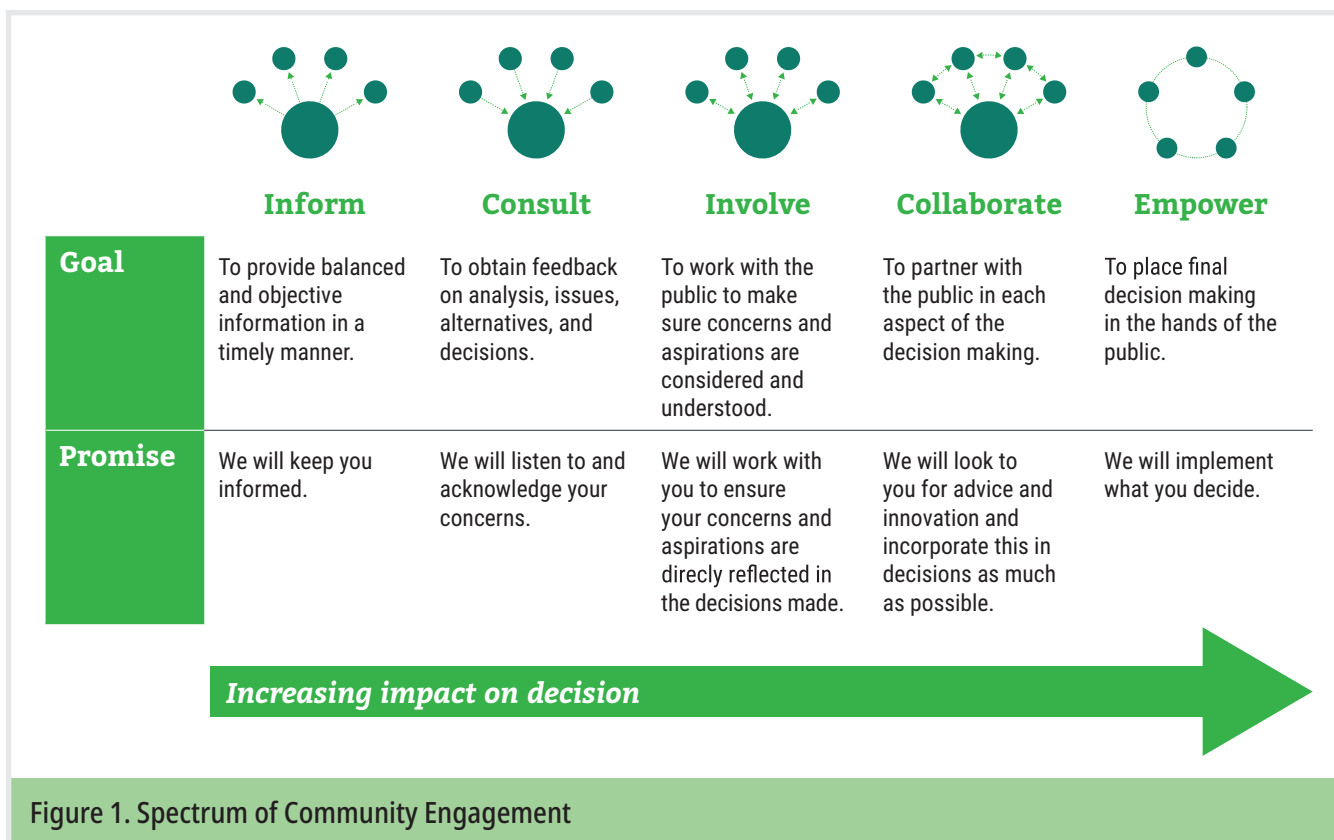 Inform
Consult
Involve
Collaborate
Empower
Goal
To provide balanced
and objective
information in a
timely manner.
To obtain feedback
on analysis, issues,
alternatives, and
decisions.
To work with the
public to make
sure concerns and
aspirations are
considered and
understood.
To partner with
the public in each
aspect of the
decision making.
To place final
decision making
in the hands of the
public.
Promise
We will keep you
informed.
We will listen to and
acknowledge your
concerns.
We will work with
you to ensure
your concerns and
aspirations are
direcly reflected in
the decisions made.
We will look to
you for advice and
innovation and
incorporate this in
decisions as much
as possible.
We will implement
what you decide.
Increasing impact on decision
Figure 1. Spectrum of Community Engagement